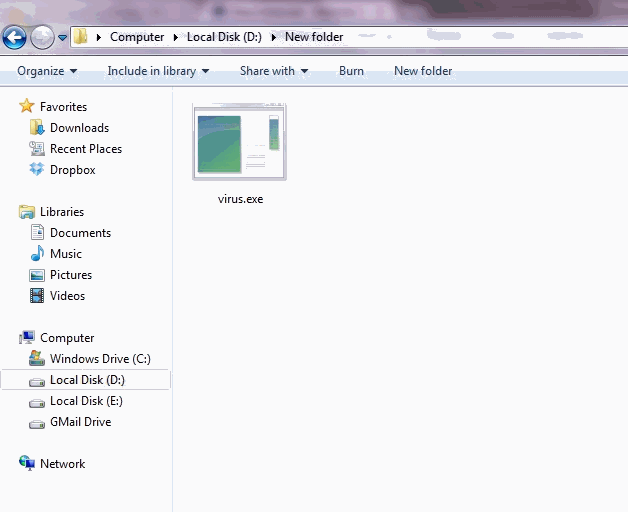 Computer Local Disk (D:) New folder
Organize Include in library Share with Burn New folder
Favorites
Downloads
Recent Places
Dropbox
Libraries
Documents
Music
Pictures
Videos
Computer
Windows Drive (C:)
Local Disk (D:)
Local Disk (E:)
GMail Drive
Network
virus.exe